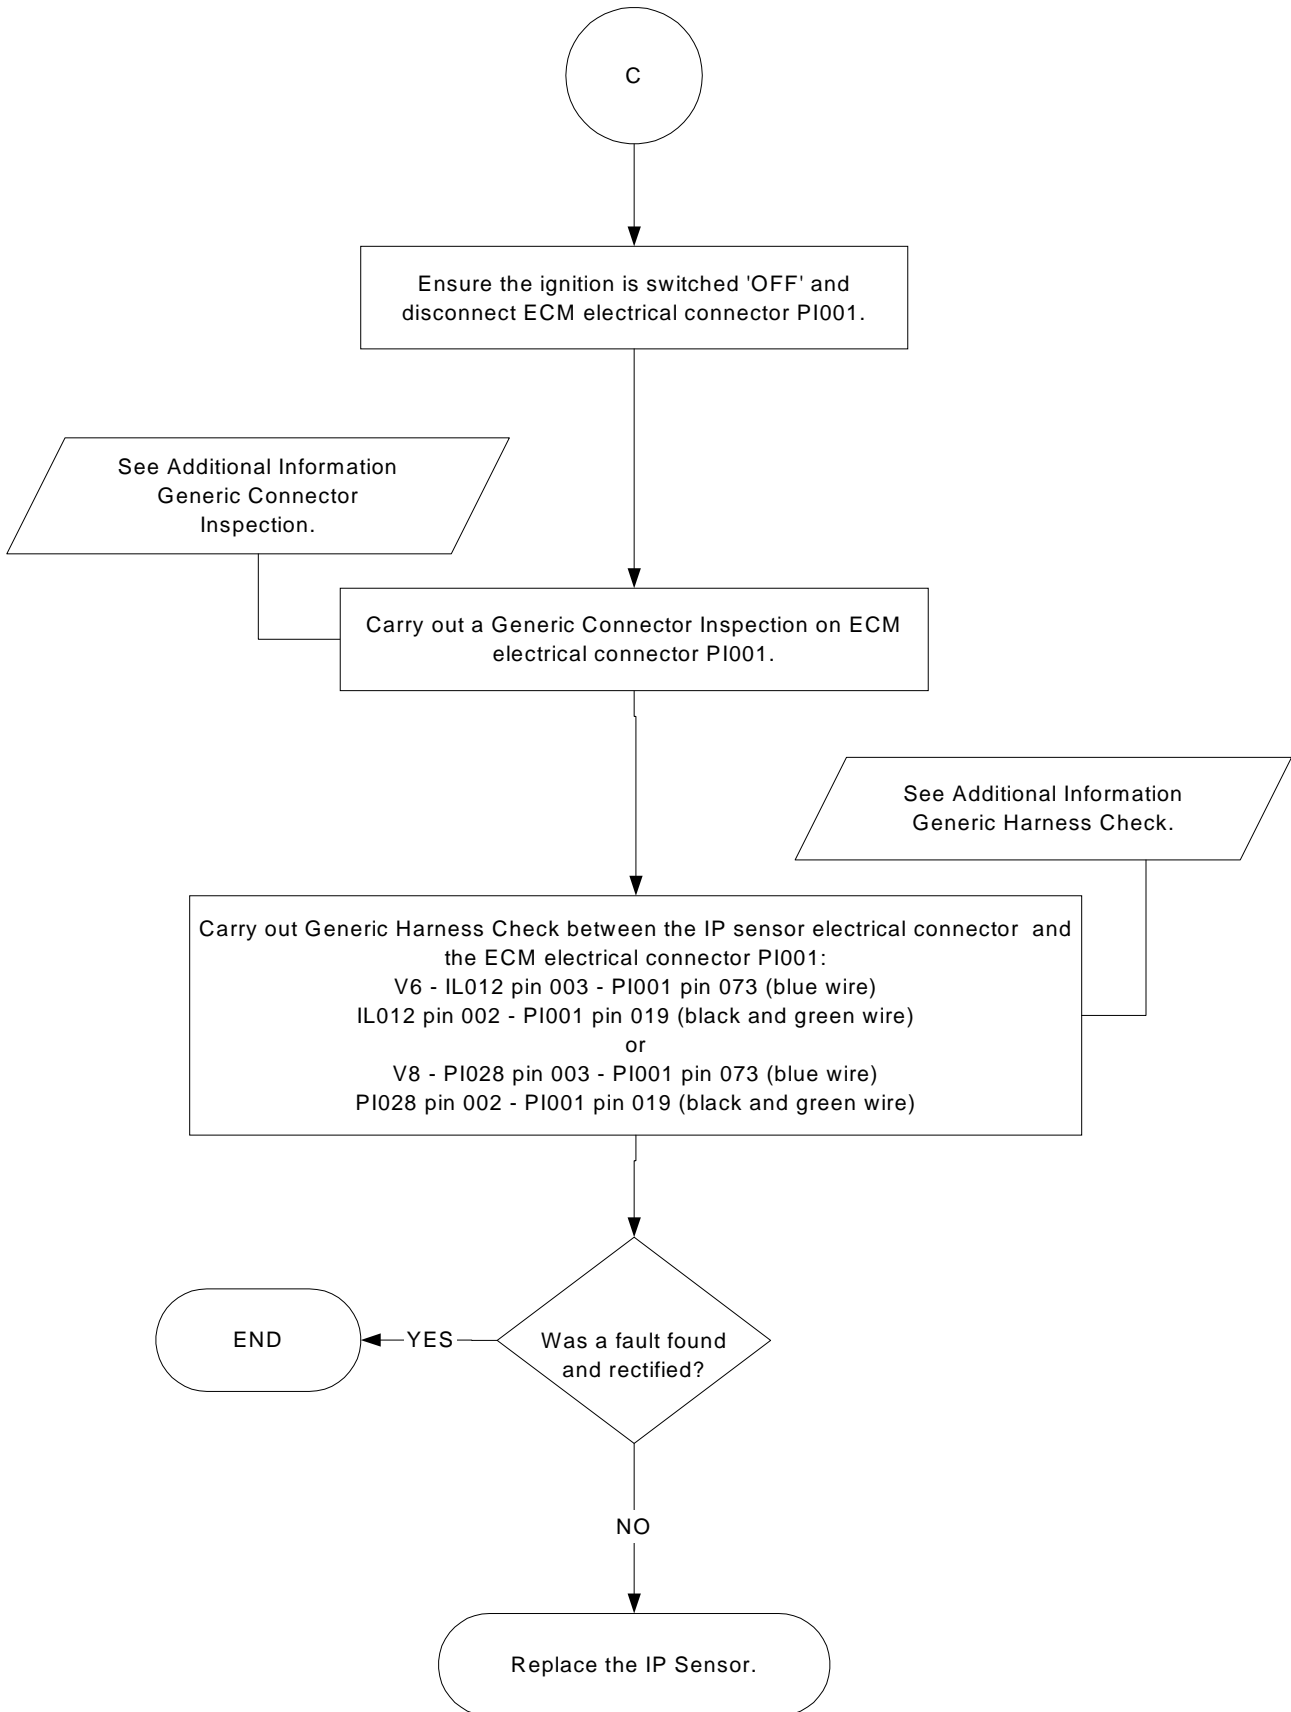 C
Ensure the ignition is switched 'OFF' and
disconnect ECM electrical connector PI001.
See Additional Information
Generic Connector
Inspection.
Carry out a Generic Connector Inspection on ECM
electrical connector PI001.
See Additional Information
Generic Harness Check.
Carry out Generic Harness Check between the IP sensor electrical connector and
the ECM electrical connector PI001:
V6 - IL012 pin 003 - PI001 pin 073 (blue wire)
IL012 pin 002 - PI001 pin 019 (black and green wire)
or
V8 - PI028 pin 003 - PI001 pin 073 (blue wire)
PI028 pin 002 - PI001 pin 019 (black and green wire)
END
YES
Was a fault found
and rectified?
NO
Replace the IP Sensor.